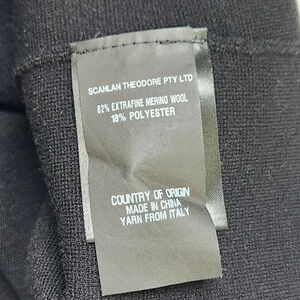 SCANLAN THEODORE PTY LTD
82% EXTRAFINE MERINO WOOL
18% POLYESTER
COUNTRY OF ORIGIN
MADE IN CHINA
YARN FROM ITALY